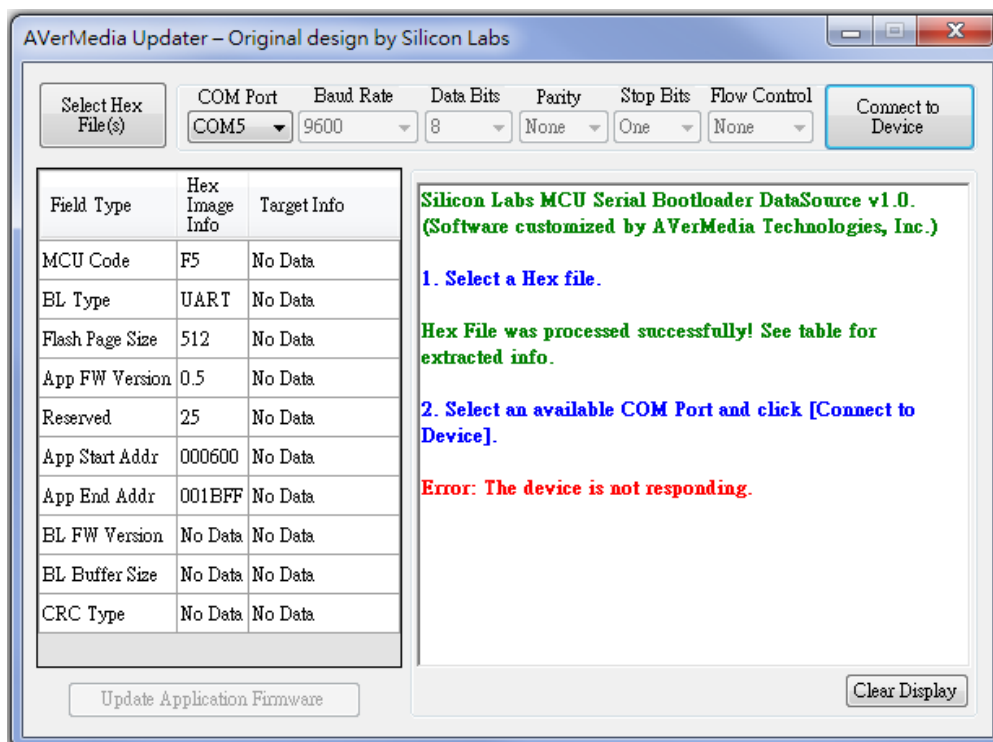 AVerMedia Updater – Original design by Silicon Labs
Select Hex
File(s)
COM Port
Baud Rate
Data Bits
Parity
Stop Bits
Flow Control
COM5
9600
8
None
One
None
Connect to
Device
Field Type
Hex
Image
Info
Target Info
MCU Code F5 No Data
BL Type UART No Data
Flash Page Size 512 No Data
App FW Version 0.5 No Data
Reserved 25 No Data
App Start Addr 000600 No Data
App End Addr 001BFF No Data
BL FW Version No Data No Data
BL Buffer Size No Data No Data
CRC Type No Data No Data
Update Application Firmware
Silicon Labs MCU Serial Bootloader DataSource v1.0.
(Software customized by AVerMedia Technologies, Inc.)
1. Select a Hex file.
Hex File was processed successfully! See table for
extracted info.
2. Select an available COM Port and click [Connect to
Device].
Error: The device is not responding.
Clear Display